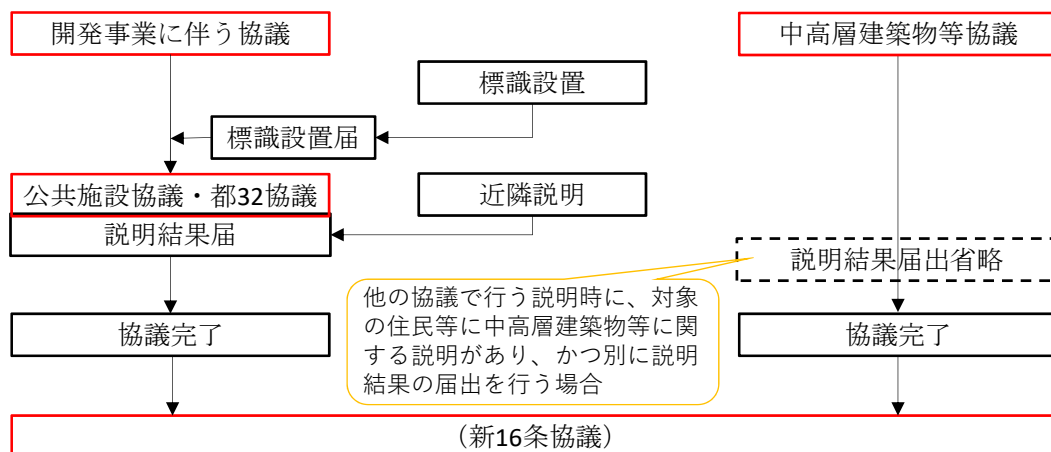 開発事業に伴う協議
中高層建築物等協議
標識設置
標識設置届
公共施設協議・都32協議
近隣説明
説明結果届
説明結果届出省略
他の協議で行う説明時に、対象
の住民等に中高層建築物等に関
する説明があり、かつ別に説明
結果の届出を行う場合
協議完了
協議完了
（新16条協議）